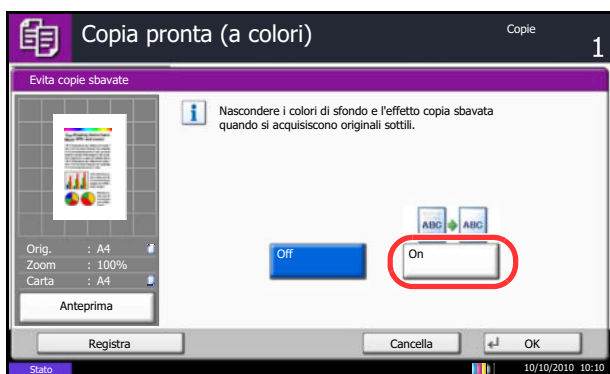 Copia pronta (a colori)
Copie
1
Evita copie sbavate
Nascondere i colori di sfondo e l'effetto copia sbavata
quando si acquisiscono originali sottili.
ABC ABC
Off
On
Orig. : A4
Zoom : 100%
Carta : A4
Anteprima
Registra
Cancella
OK
Stato
10/10/2010 10:10